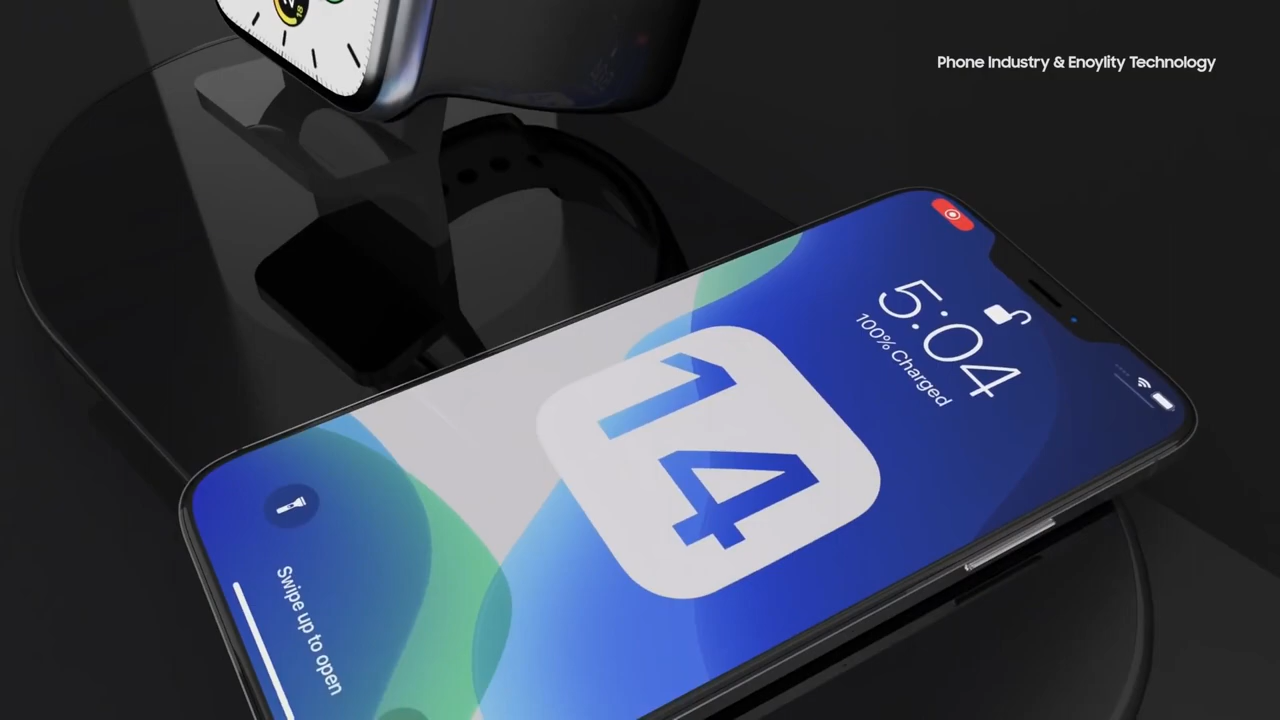 Phone Industry & Enoylity Technology
5:04
100% Charged
14
Swipe up to open